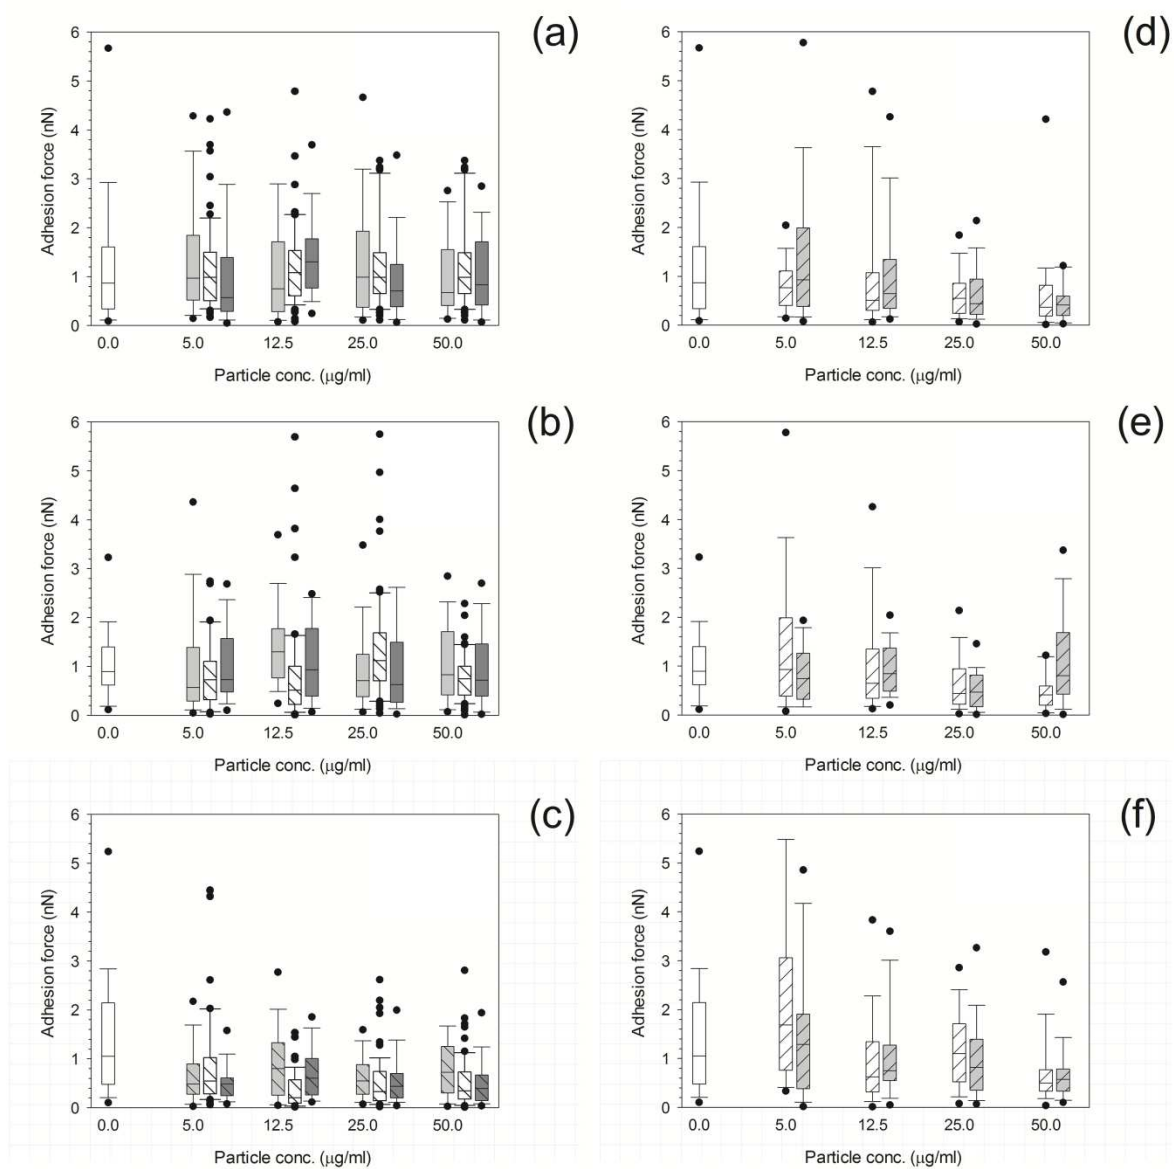 (a)
6
5
4
3
2
1
0
Adhesion force (nN)
0.0 5.0 12.5 25.0 50.0
Particle conc. (μg/ml)
(d)
6
5
4
3
2
1
0
Adhesion force (nN)
0.0 5.0 12.5 25.0 50.0
Particle conc. (μg/ml)
(b)
6
5
4
3
2
1
0
Adhesion force (nN)
0.0 5.0 12.5 25.0 50.0
Particle conc. (μg/ml)
(e)
6
5
4
3
2
1
0
Adhesion force (nN)
0.0 5.0 12.5 25.0 50.0
Particle conc. (μg/ml)
(c)
6
5
4
3
2
1
0
Adhesion force (nN)
0.0 5.0 12.5 25.0 50.0
Particle conc. (μg/ml)
(f)
6
5
4
3
2
1
0
Adhesion force (nN)
0.0 5.0 12.5 25.0 50.0
Particle conc. (μg/ml)